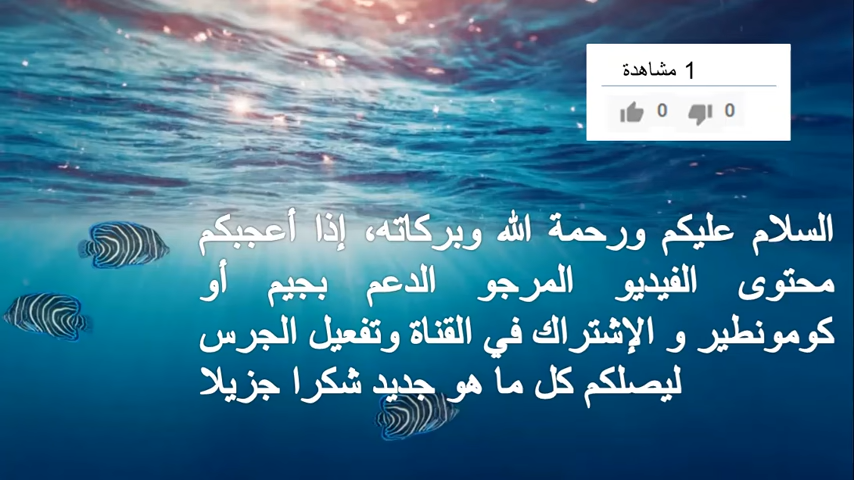 1 مشاهدة
0 0
السلام عليكم ورحمة الله وبركاته، إذا أعجبكم
محتوى الفيديو المرجو الدعم بجيم أو
كومونطير و الإشتراك في القناة وتفعيل الجرس
ليصلكم كل ما هو جديد شكرا جزيلا